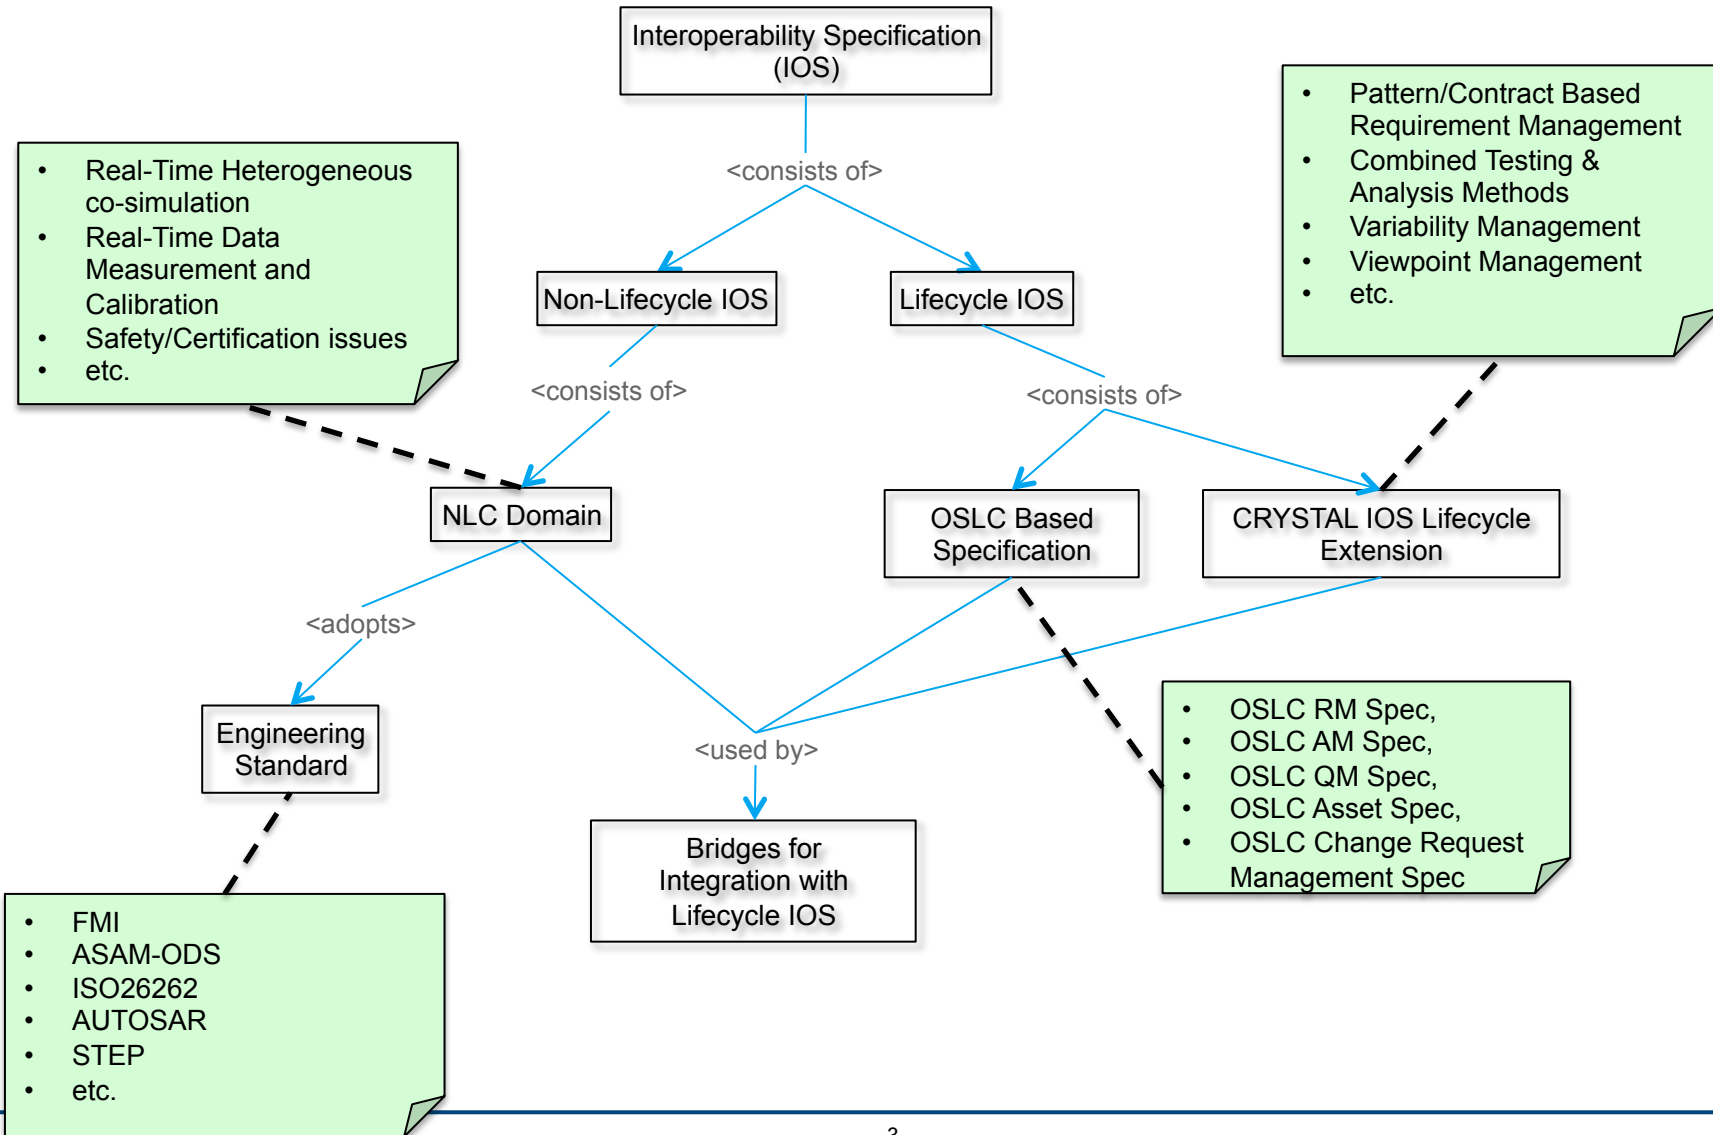 Interoperability Specification
(IOS)
• Pattern/Contract Based
Requirement Management
• Combined Testing &
Analysis Methods
• Variability Management
• Viewpoint Management
• etc.
• Real-Time Heterogeneous
co-simulation
• Real-Time Data
Measurement and
Calibration
• Safety/Certification issues
• etc.
<consists of>
Non-Lifecycle IOS
Lifecycle IOS
<consists of>
<consists of>
NLC Domain
OSLC Based
Specification
CRYSTAL IOS Lifecycle
Extension
<adopts>
Engineering
Standard
<used by>
• OSLC RM Spec,
• OSLC AM Spec,
• OSLC QM Spec,
• OSLC Asset Spec,
• OSLC Change Request
Management Spec
Bridges for
Integration with
Lifecycle IOS
• FMI
• ASAM-ODS
• ISO26262
• AUTOSAR
• STEP
• etc.
3